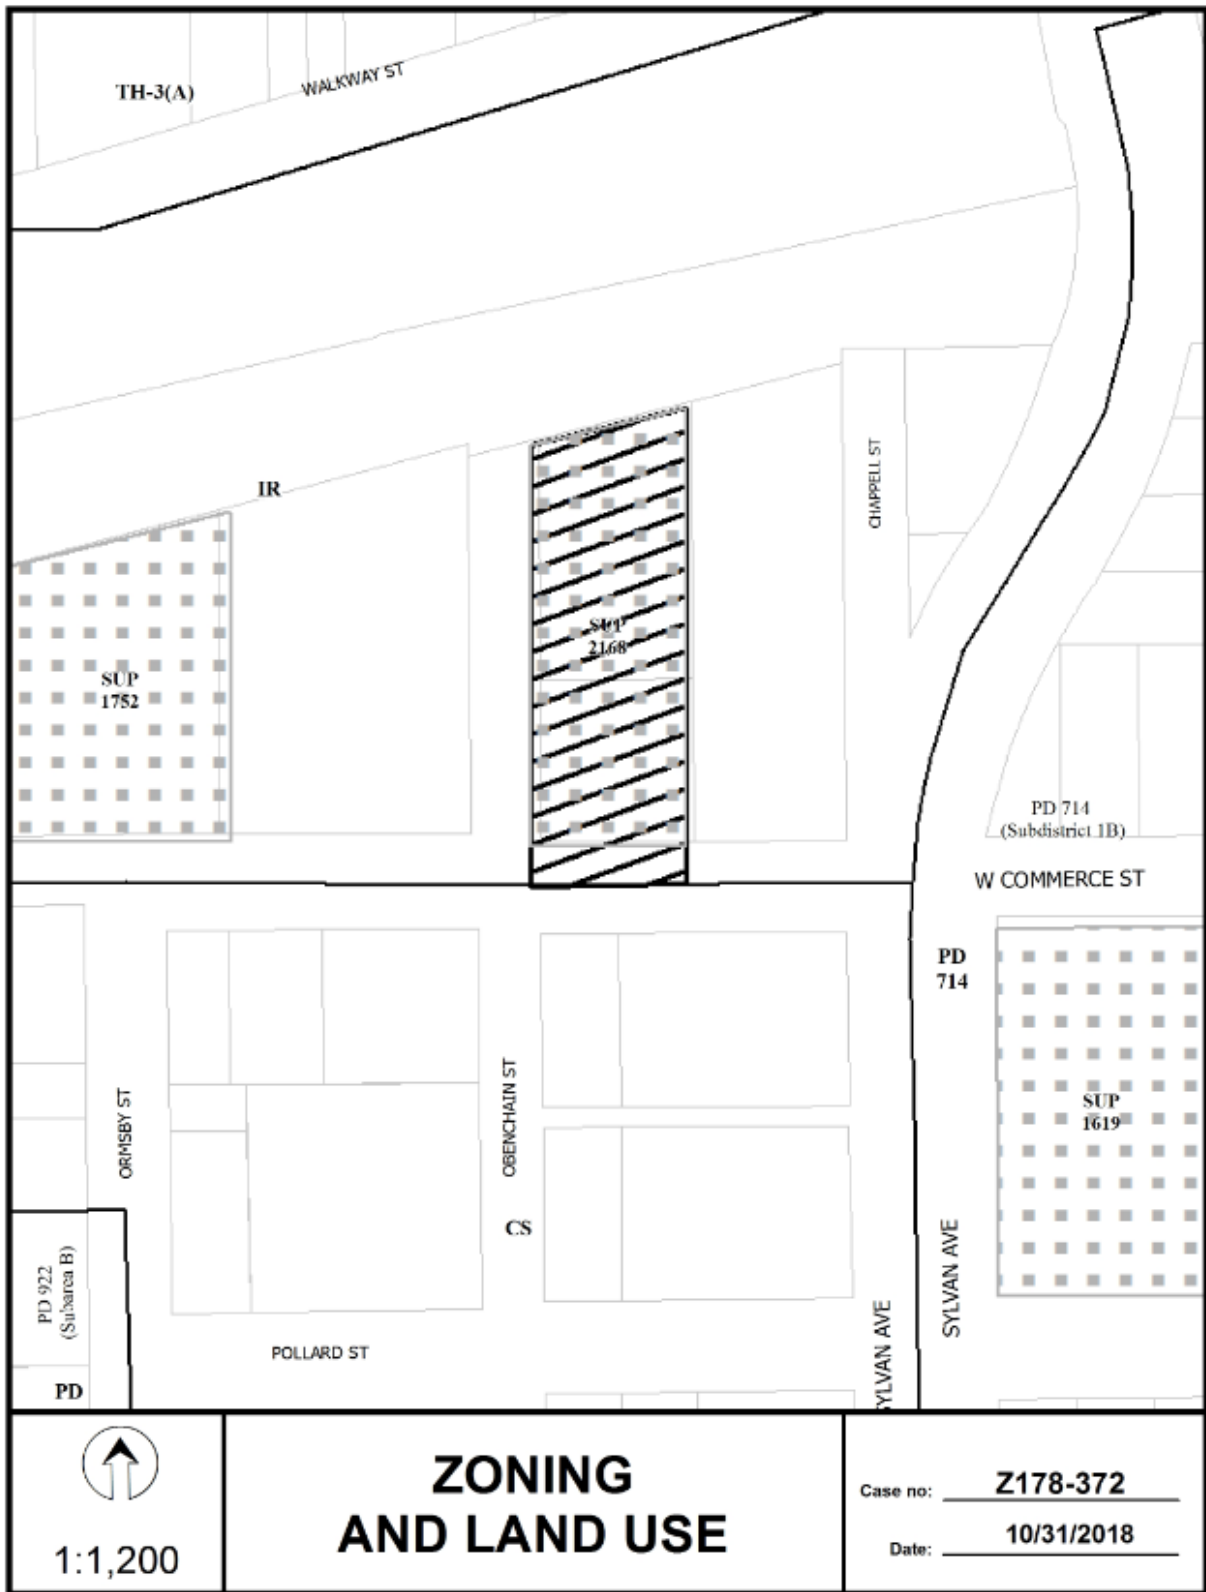 TH-3(A)
WALKWAY ST
IR
CHAPPELL ST
SUP
2168
SUP
1752
PD 714
(Subdistrict 1B)
W COMMERCE ST
PD
714
ORMSBY ST
OBENCHAIN ST
SUP
1619
CS
SYLVAN AVE
PD 922
(Subarea B)
POLLARD ST
YLVAN AVE
PD
1:1,200
ZONING
AND LAND USE
Case no: Z178-372
Date: 10/31/2018